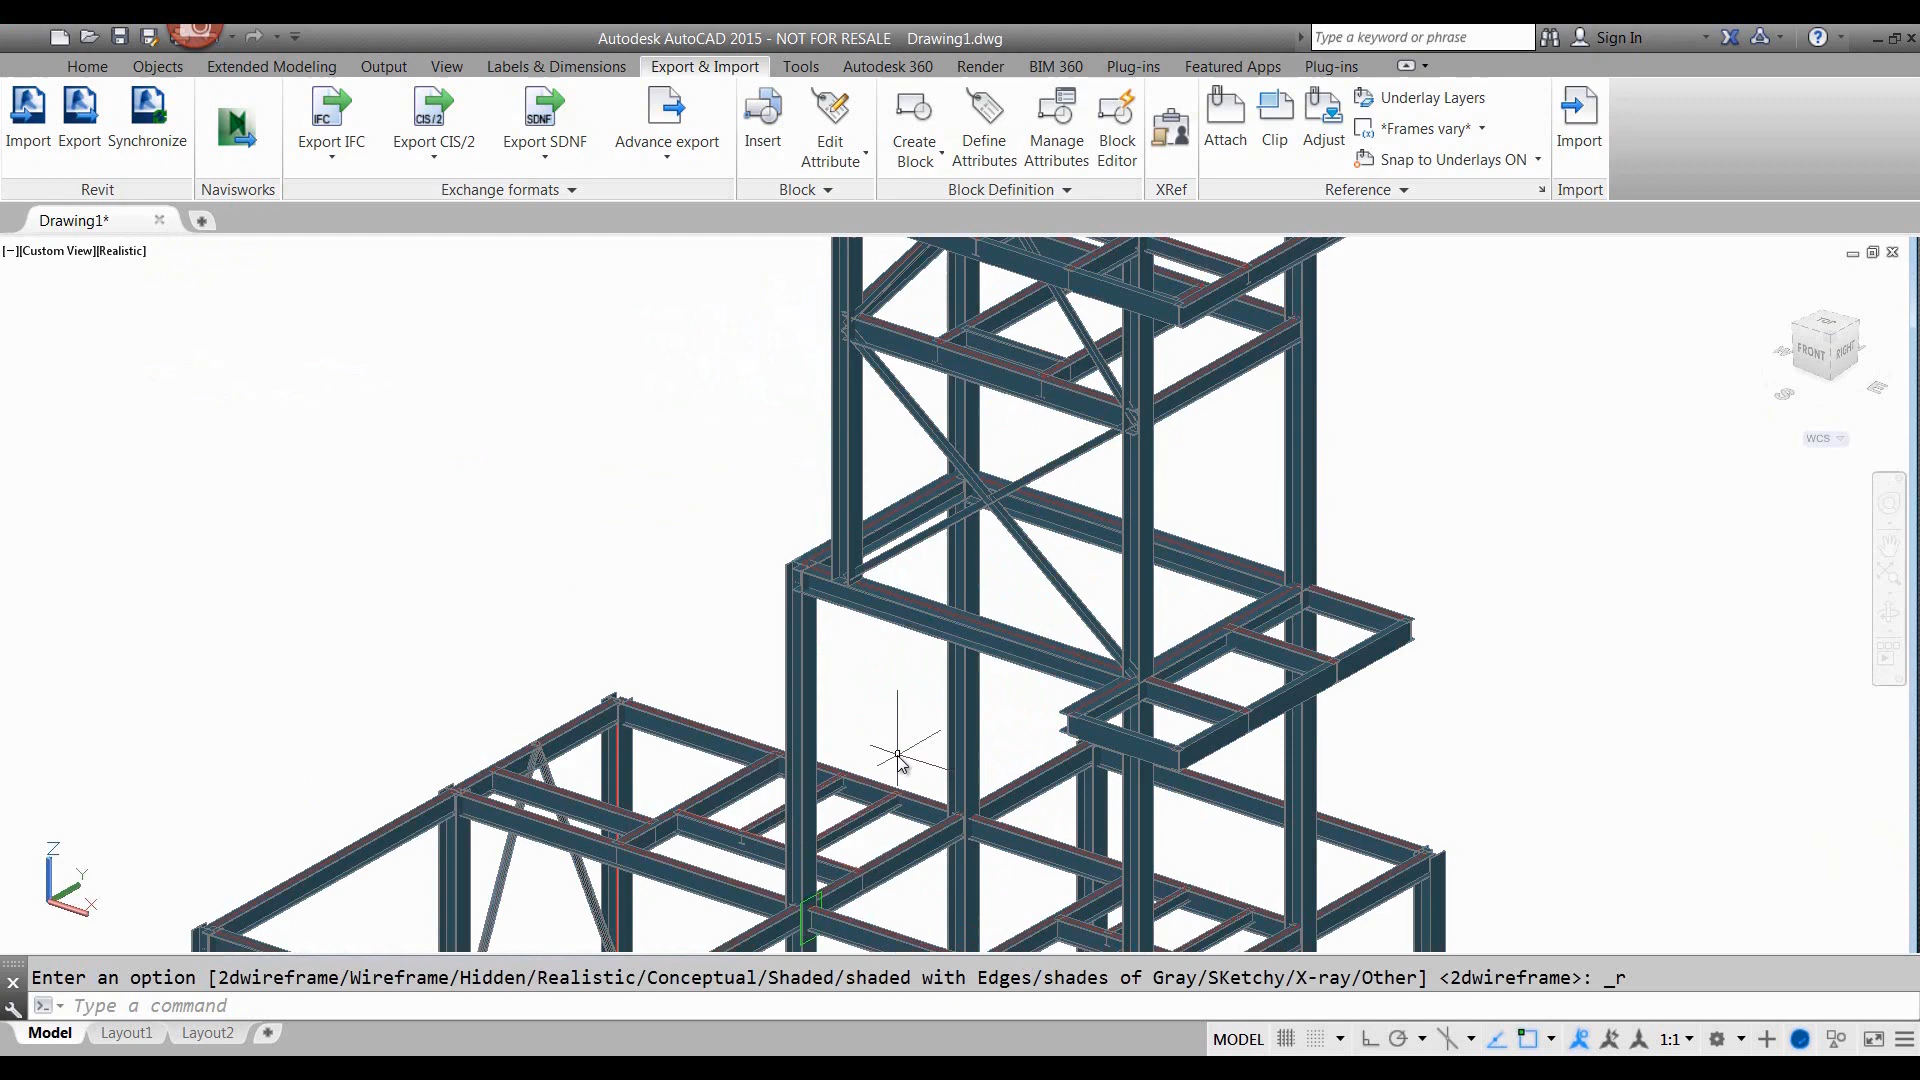 Autodesk AutoCAD 2015 - NOT FOR RESALE Drawing1.dwg
Type a keyword or phrase
Sign In
Home Objects Extended Modeling Output View Labels & Dimensions Export & Import Tools Autodesk 360 Render BIM 360 Plug-ins Featured Apps Plug-ins
IFC CIS/2 SDNF
Import Export Synchronize Export IFC Export CIS/2 Export SDNF Advance export Insert Edit Attribute Create Block Define Attributes Manage Attributes Block Editor Attach Clip Adjust Import
Underlay Layers
*Frames vary*
Snap to Underlays ON
Revit Navisworks Exchange formats Block Block Definition XRef Reference Import
Drawing1*
[−][Custom View][Realistic]
TOP
FRONT RIGHT
S E
WCS
Z
Y
X
Enter an option [2dwireframe/Wireframe/Hidden/Realistic/Conceptual/Shaded/shaded with Edges/shades of Gray/SKetchy/X-ray/Other] <2dwireframe>: _r
Type a command
Model Layout1 Layout2
MODEL 1:1